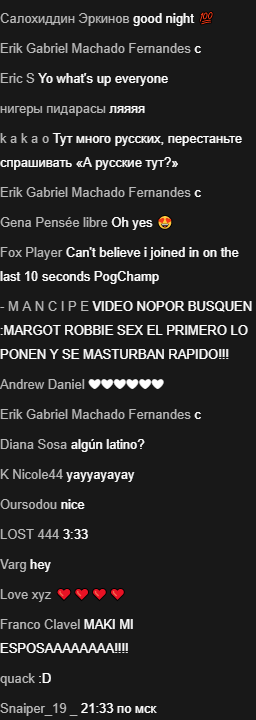 Салохиддин Эркинов good night 💯
Erik Gabriel Machado Fernandes c
Eric S Yo what's up everyone
нигеры пидарасы ляяяя
k a k a o Тут много русских, перестаньте
спрашивать «А русские тут?»
Erik Gabriel Machado Fernandes c
Gena Pensée libre Oh yes 🤩
Fox Player Can't believe i joined in on the
last 10 seconds PogChamp
- M A N C I P E VIDEO NOPOR BUSQUEN
:MARGOT ROBBIE SEX EL PRIMERO LO
PONEN Y SE MASTURBAN RAPIDO!!!
Andrew Daniel 🤍🤍🤍🤍🤍🤍
Erik Gabriel Machado Fernandes c
Diana Sosa algún latino?
K Nicole44 yayyayayay
Oursodou nice
LOST 444 3:33
Varg hey
Love xyz ❤️ ❤️ ❤️ ❤️
Franco Clavel MAKI MI
ESPOSAAAAAAAA!!!!
quack :D
Snaiper_19 _ 21:33 по мск